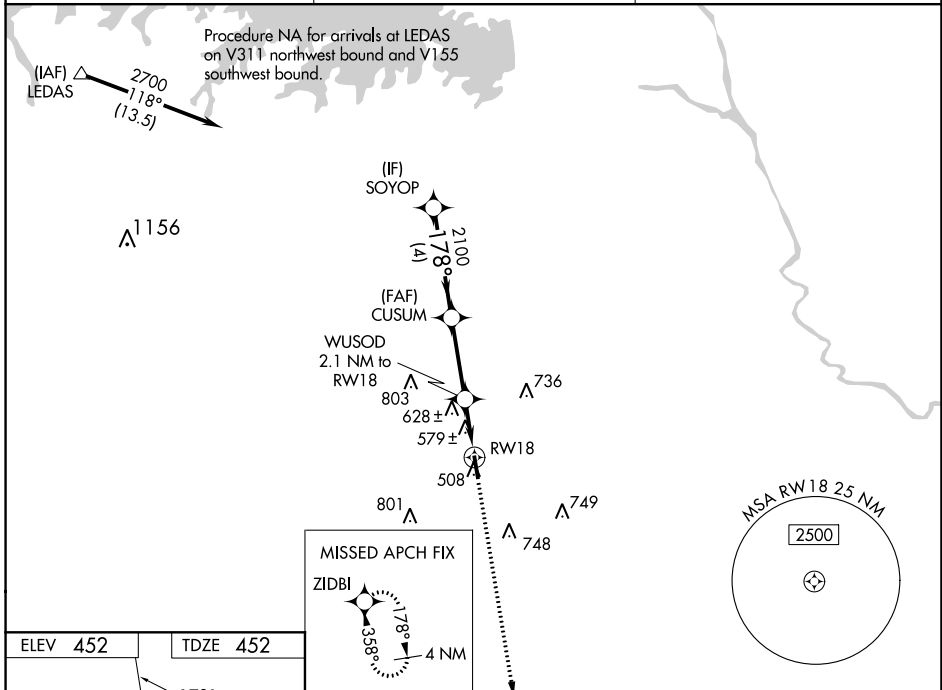 Procedure NA for arrivals at LEDAS
on V311 northwest bound and V155
southwest bound.
(IAF)
LEDAS
2700
118°
(13.5)
(IF)
SOYOP
1156
2100
178°
(4)
(FAF)
CUSUM
WUSOD
2.1 NM to
RW18
803
736
628 ±
579 ±
RW18
508
801
749
748
MSA RW18 25 NM
2500
MISSED APCH FIX
ZIDBI
178°
358°
4 NM
ELEV 452
TDZE 452